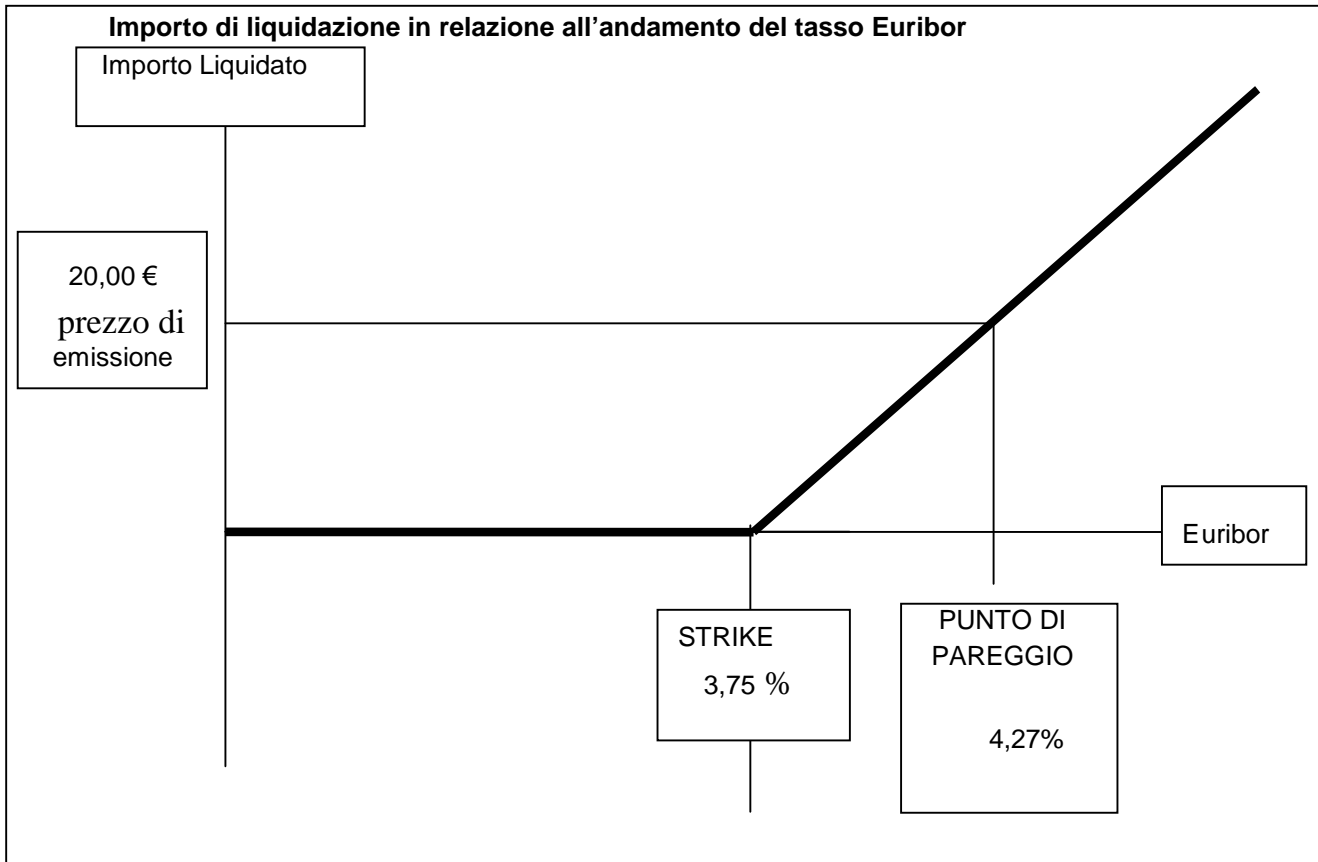 Importo di liquidazione in relazione all’andamento del tasso Euribor
Importo Liquidato
20,00 €
prezzo di
emissione
Euribor
STRIKE
3,75 %
PUNTO DI
PAREGGIO
4,27%